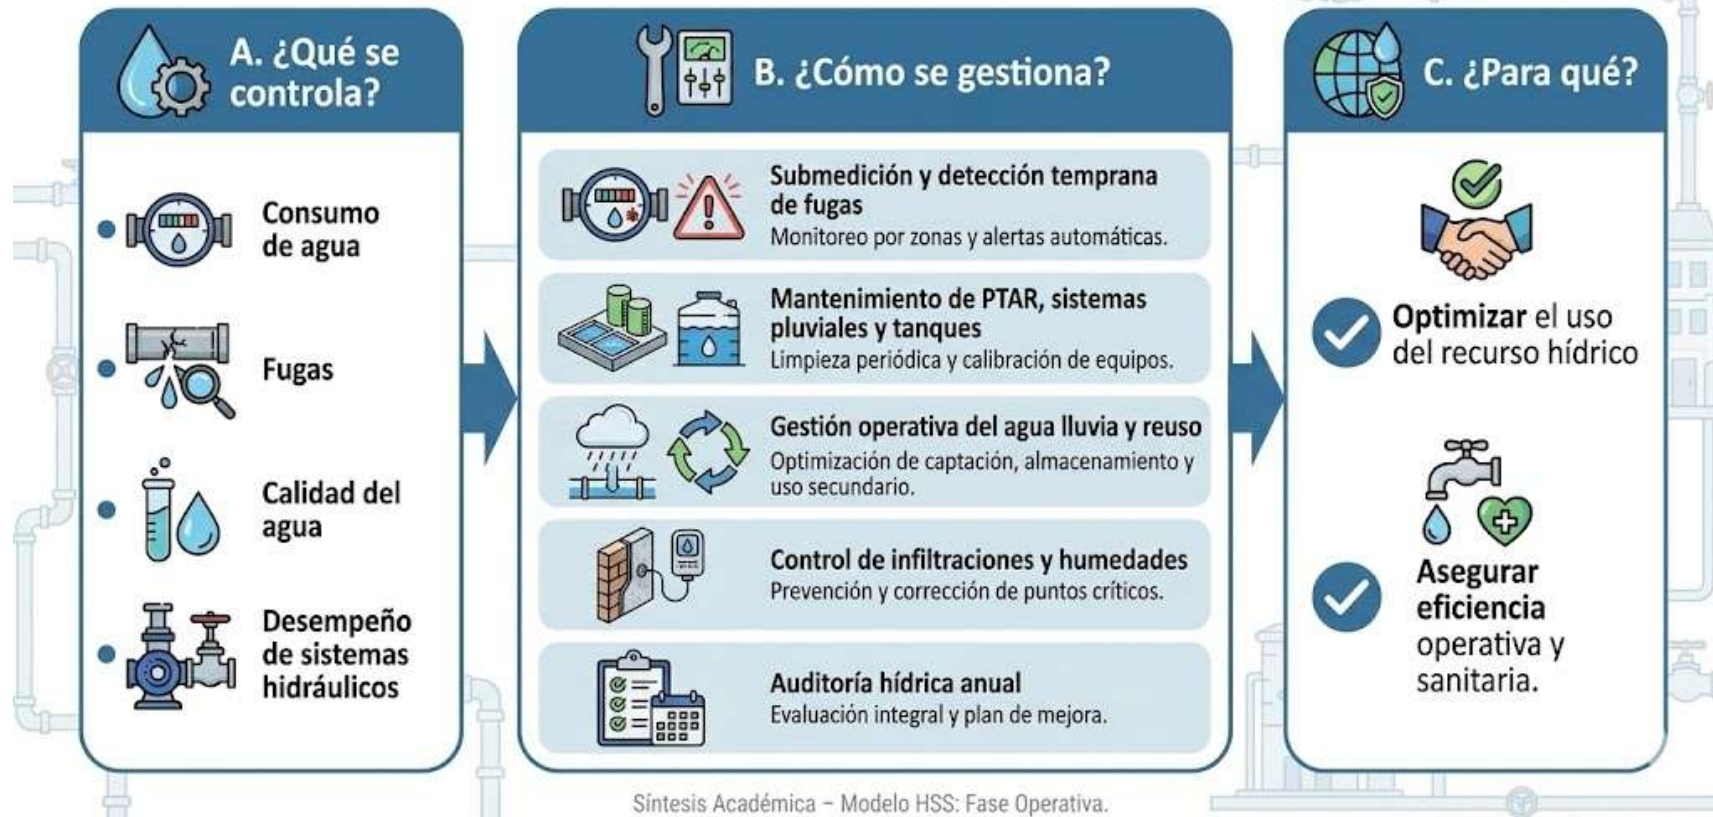 A. ¿Qué se
controla?
Consumo
de agua
Fugas
Calidad del
agua
Desempeño
de sistemas
hidráulicos
B. ¿Cómo se gestiona?
Submedición y detección temprana
de fugas
Monitoreo por zonas y alertas automáticas.
Mantenimiento de PTAR, sistemas
pluviales y tanques
Limpieza periódica y calibración de equipos.
Gestión operativa del agua lluvia y reuso
Optimización de captación, almacenamiento y
uso secundario.
Control de infiltraciones y humedades
Prevención y corrección de puntos críticos.
Auditoría hídrica anual
Evaluación integral y plan de mejora.
C. ¿Para qué?
Optimizar el uso
del recurso hídrico
Asegurar
eficiencia
operativa y
sanitaria.
Síntesis Académica – Modelo HSS: Fase Operativa.